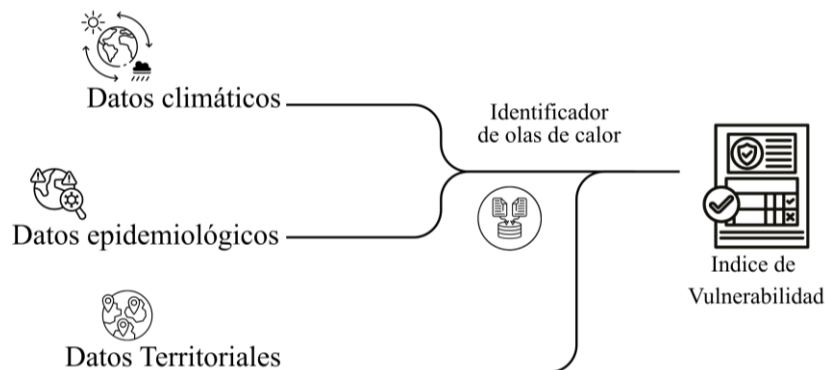 Datos climáticos
Identificador
de olas de calor
Datos epidemiológicos
Indice de
Vulnerabilidad
Datos Territoriales